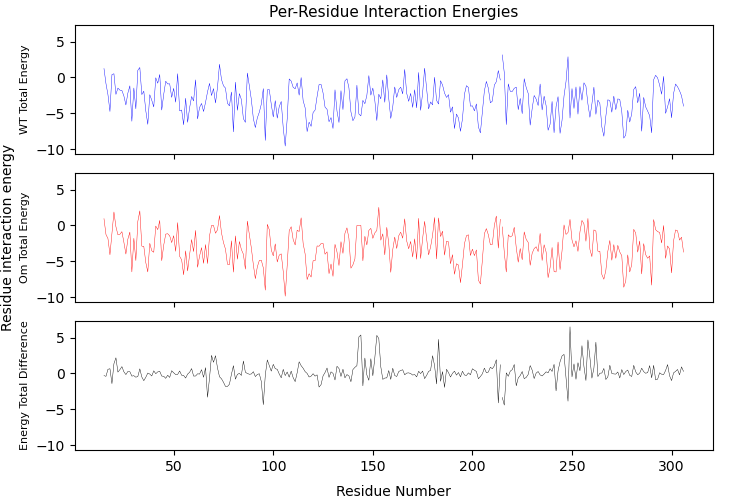 Per-Residue Interaction Energies
Residue interaction energy
WT Total Energy
5
0
−5
−10
Om Total Energy
5
0
−5
−10
Energy Total Difference
5
0
−5
−10
50 100 150 200 250 300
Residue Number